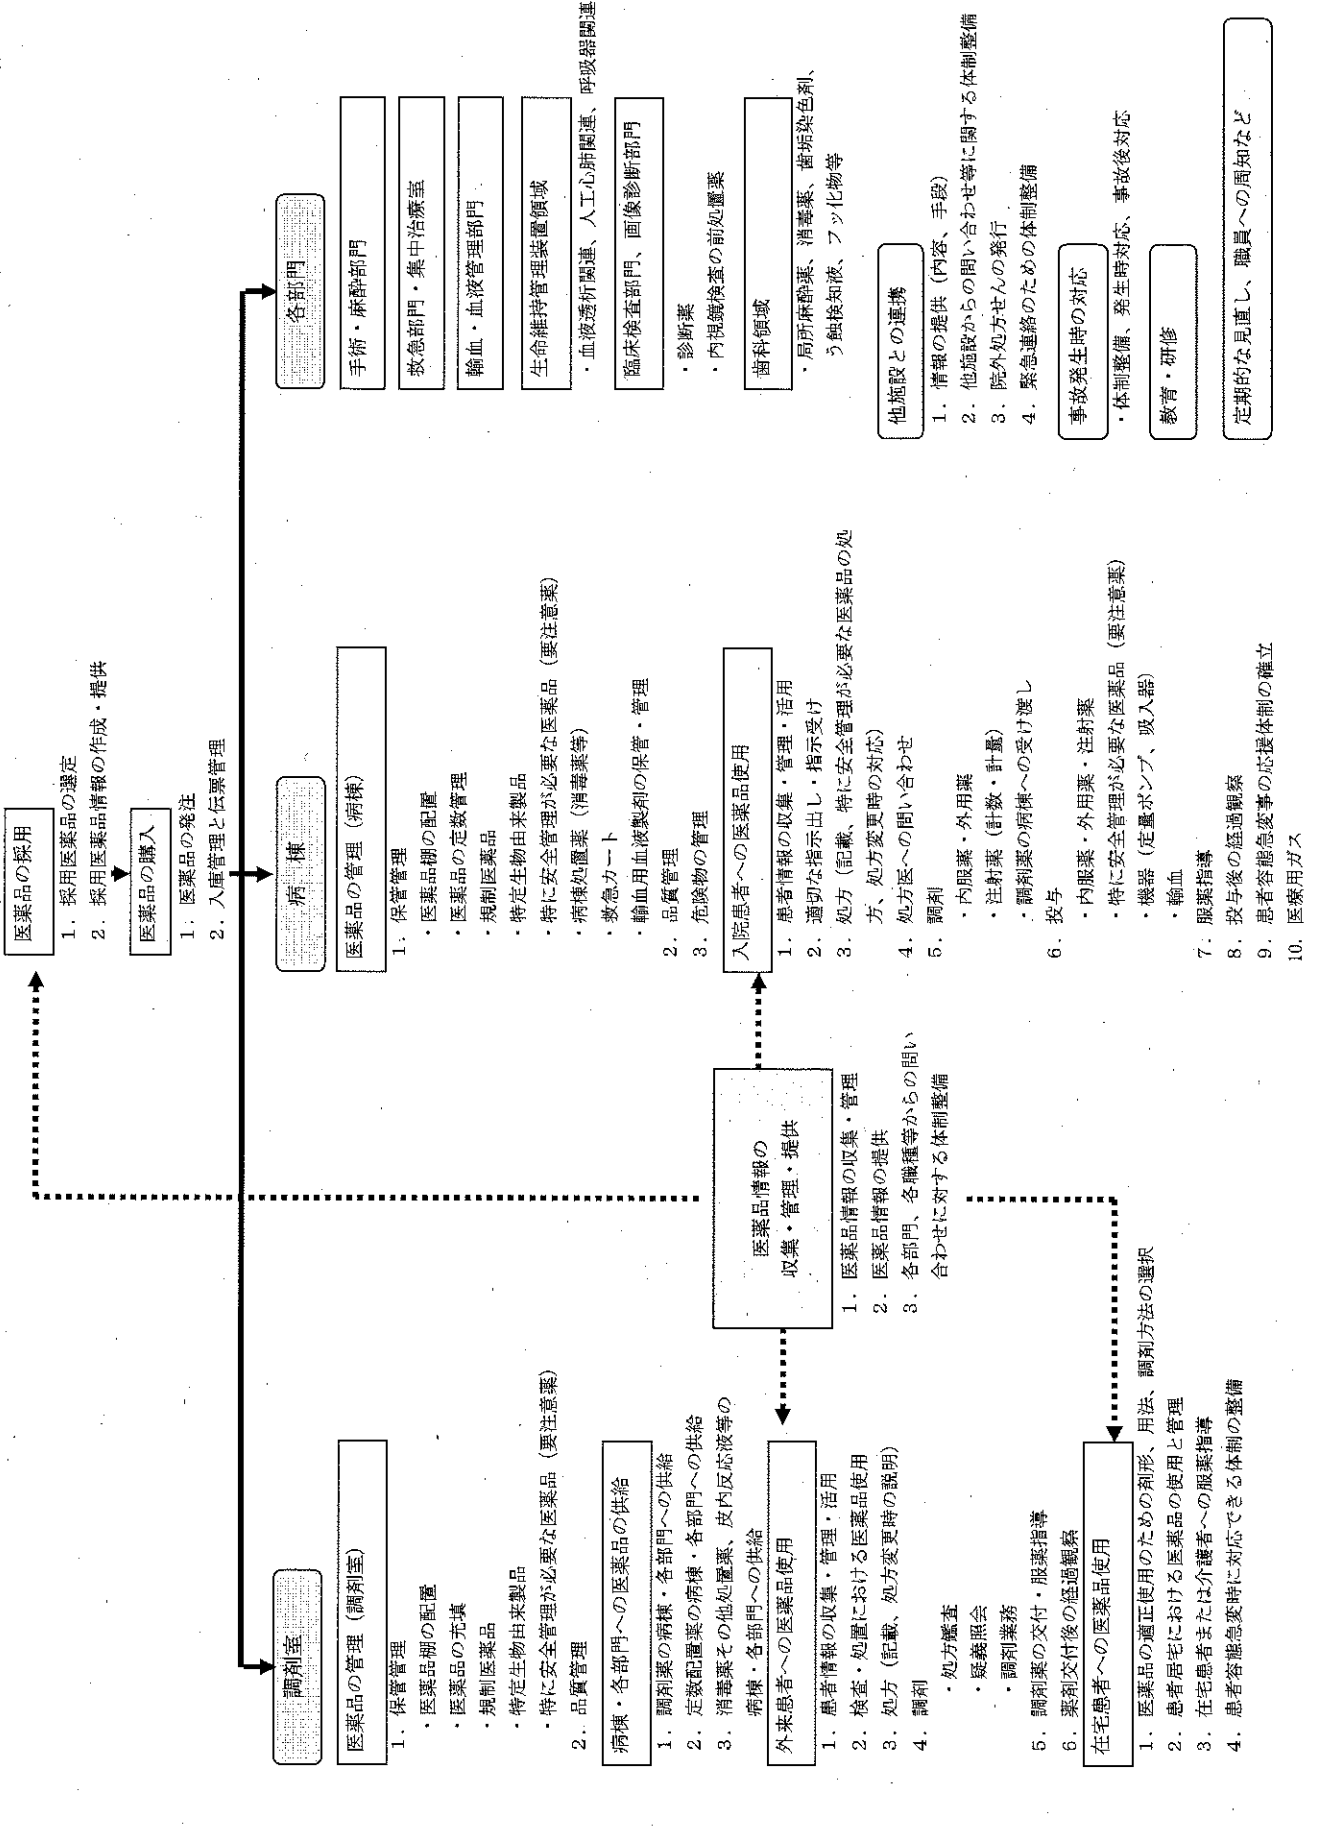 医薬品の採用
1．採用医薬品の選定
2．採用医薬品情報の作成・提供
医薬品の購入
1．医薬品の発注
2．入庫管理と伝票管理
調剤室
医薬品の管理（調剤室）
1．保管管理
・医薬品棚の配置
・医薬品の充填
・規制医薬品
・特定生物由来製品
・特に安全管理が必要な医薬品（要注意薬）
2．品質管理
病棟・各部門への医薬品の供給
1．調剤薬の病棟・各部門への供給
2．定数配置薬の病棟・各部門への供給
3．消毒薬その他処置薬、皮内反応液等の
病棟・各部門への供給
外来患者への医薬品使用
1．患者情報の収集・管理・活用
2．検査・処置における医薬品使用
3．処方（記載、処方変更時の説明）
4．調剤
・処方鑑査
・疑義照会
・調剤業務
5．調剤薬の交付・服薬指導
6．薬剤交付後の経過観察
在宅患者への医薬品使用
1．医薬品の適正使用のための剤形、用法、調剤方法の選択
2．患者居宅における医薬品の使用と管理
3．在宅患者または介護者への服薬指導
4．患者容態急変時に対応できる体制の整備
医薬品情報の
収集・管理・提供
1．医薬品情報の収集・管理
2．医薬品情報の提供
3．各部門、各職種等からの問い
合わせに対する体制整備
病　棟
医薬品の管理（病棟）
1．保管管理
・医薬品棚の配置
・医薬品の定数管理
・規制医薬品
・特定生物由来製品
・特に安全管理が必要な医薬品（要注意薬）
・病棟処置薬（消毒薬等）
・救急カート
・輸血用血液製剤の保管・管理
2．品質管理
3．危険物の管理
入院患者への医薬品使用
1．患者情報の収集・管理・活用
2．適切な指示出し・指示受け
3．処方（記載、特に安全管理が必要な医薬品の処
方、処方変更時の対応）
4．処方医への問い合わせ
5．調剤
・内服薬・外用薬
・注射薬（計数・計量）
・調剤薬の病棟への受け渡し
6．投与
・内服薬・外用薬・注射薬
・特に安全管理が必要な医薬品（要注意薬）
・機器（定量ポンプ、吸入器）
・輸血
7．服薬指導
8．投与後の経過観察
9．患者容態急変事の応援体制の確立
10．医療用ガス
各部門
手術・麻酔部門
救急部門・集中治療室
輸血・血液管理部門
生命維持管理装置領域
・血液透析関連、人工心肺関連、呼吸器関連
臨床検査部門、画像診断部門
・診断薬
・内視鏡検査の前処置薬
歯科領域
・局所麻酔薬、消毒薬、歯垢染色剤、
う蝕検知液、フッ化物等
他施設との連携
1．情報の提供（内容、手段）
2．他施設からの問い合わせ等に関する体制整備
3．院外処方せんの発行
4．緊急連絡のための体制整備
事故発生時の対応
・体制整備、発生時対応、事故後対応
教育・研修
定期的な見直し、職員への周知など